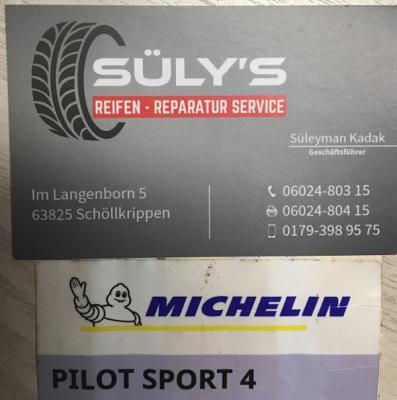 SÜLY'S
REIFEN - REPARATUR SERVICE
Süleyman Kadak
Geschäftsführer
Im Langenborn 5
63825 Schöllkrippen
06024-803 15
06024-804 15
0179-398 95 75
MICHELIN
PILOT SPORT 4